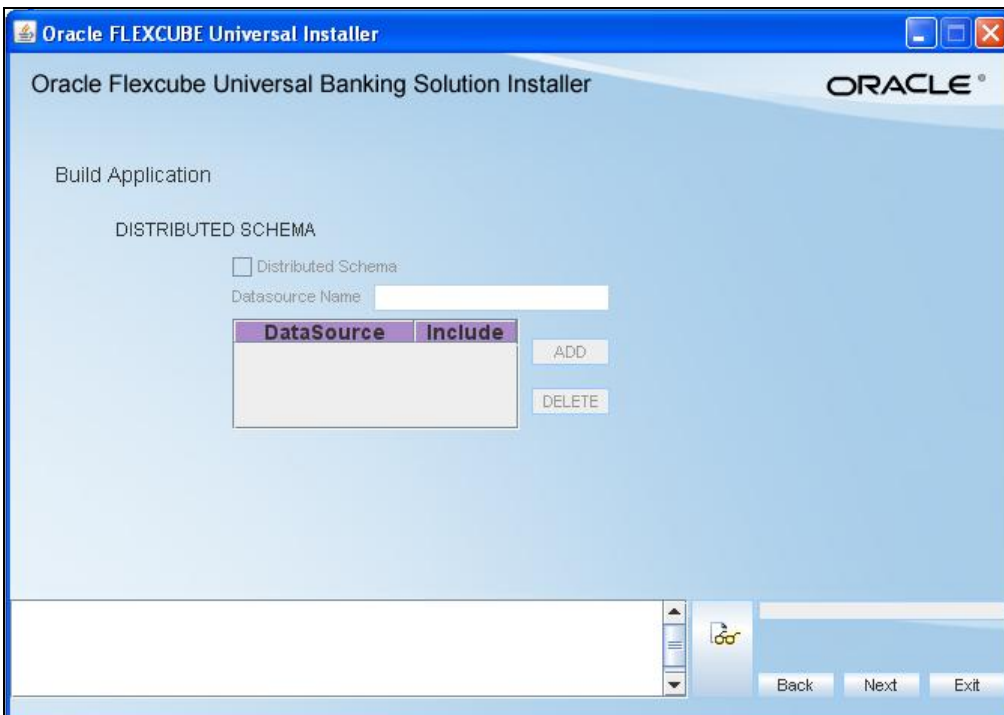 Oracle FLEXCUBE Universal Installer
Oracle Flexcube Universal Banking Solution Installer
ORACLE®
Build Application
DISTRIBUTED SCHEMA
Distributed Schema
Datasource Name
DataSource Include
ADD
DELETE
Back Next Exit